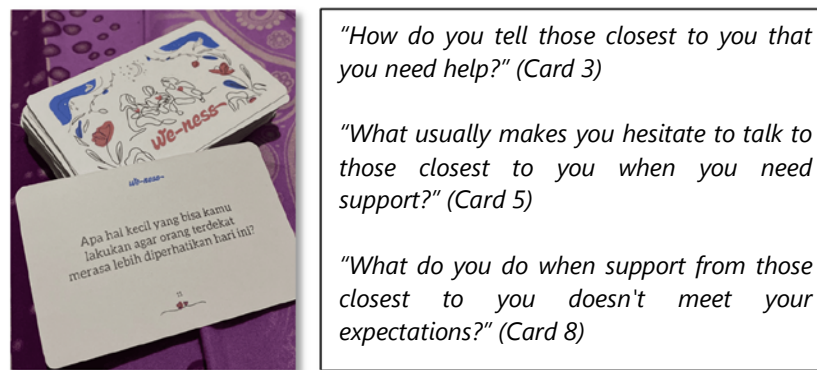 we-ness
we-ness
Apa hal kecil yang bisa kamu
lakukan agar orang terdekat
merasa lebih diperhatikan hari ini?
"How do you tell those closest to you that
you need help?" (Card 3)
"What usually makes you hesitate to talk to
those closest to you when you need
support?" (Card 5)
"What do you do when support from those
closest to you doesn't meet your
expectations?" (Card 8)